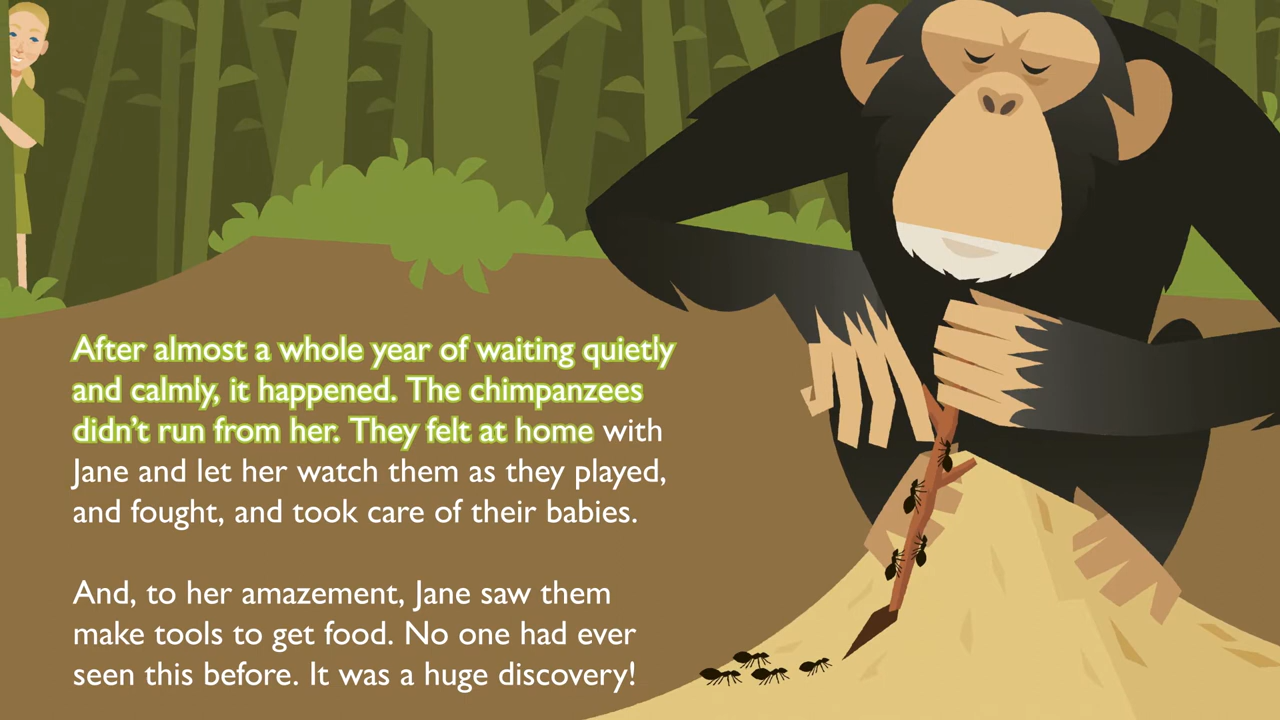 After almost a whole year of waiting quietly
and calmly, it happened. The chimpanzees
didn’t run from her. They felt at home with
Jane and let her watch them as they played,
and fought, and took care of their babies.
And, to her amazement, Jane saw them
make tools to get food. No one had ever
seen this before. It was a huge discovery!